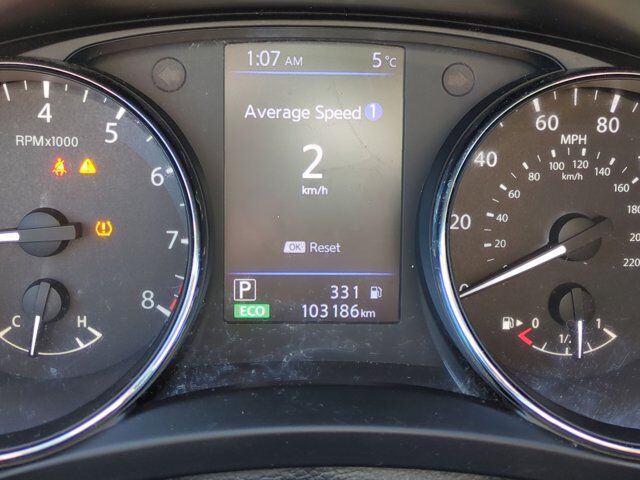 1:07 AM 5°C
Average Speed 1
2
km/h
OK: Reset
P 331
ECO 103186km
4
5
6
7
8
RPMx1000
C H
MPH
km/h
20
40
60
80
20
40
60
80
100
120
140
160
180
220
0 1/2 1